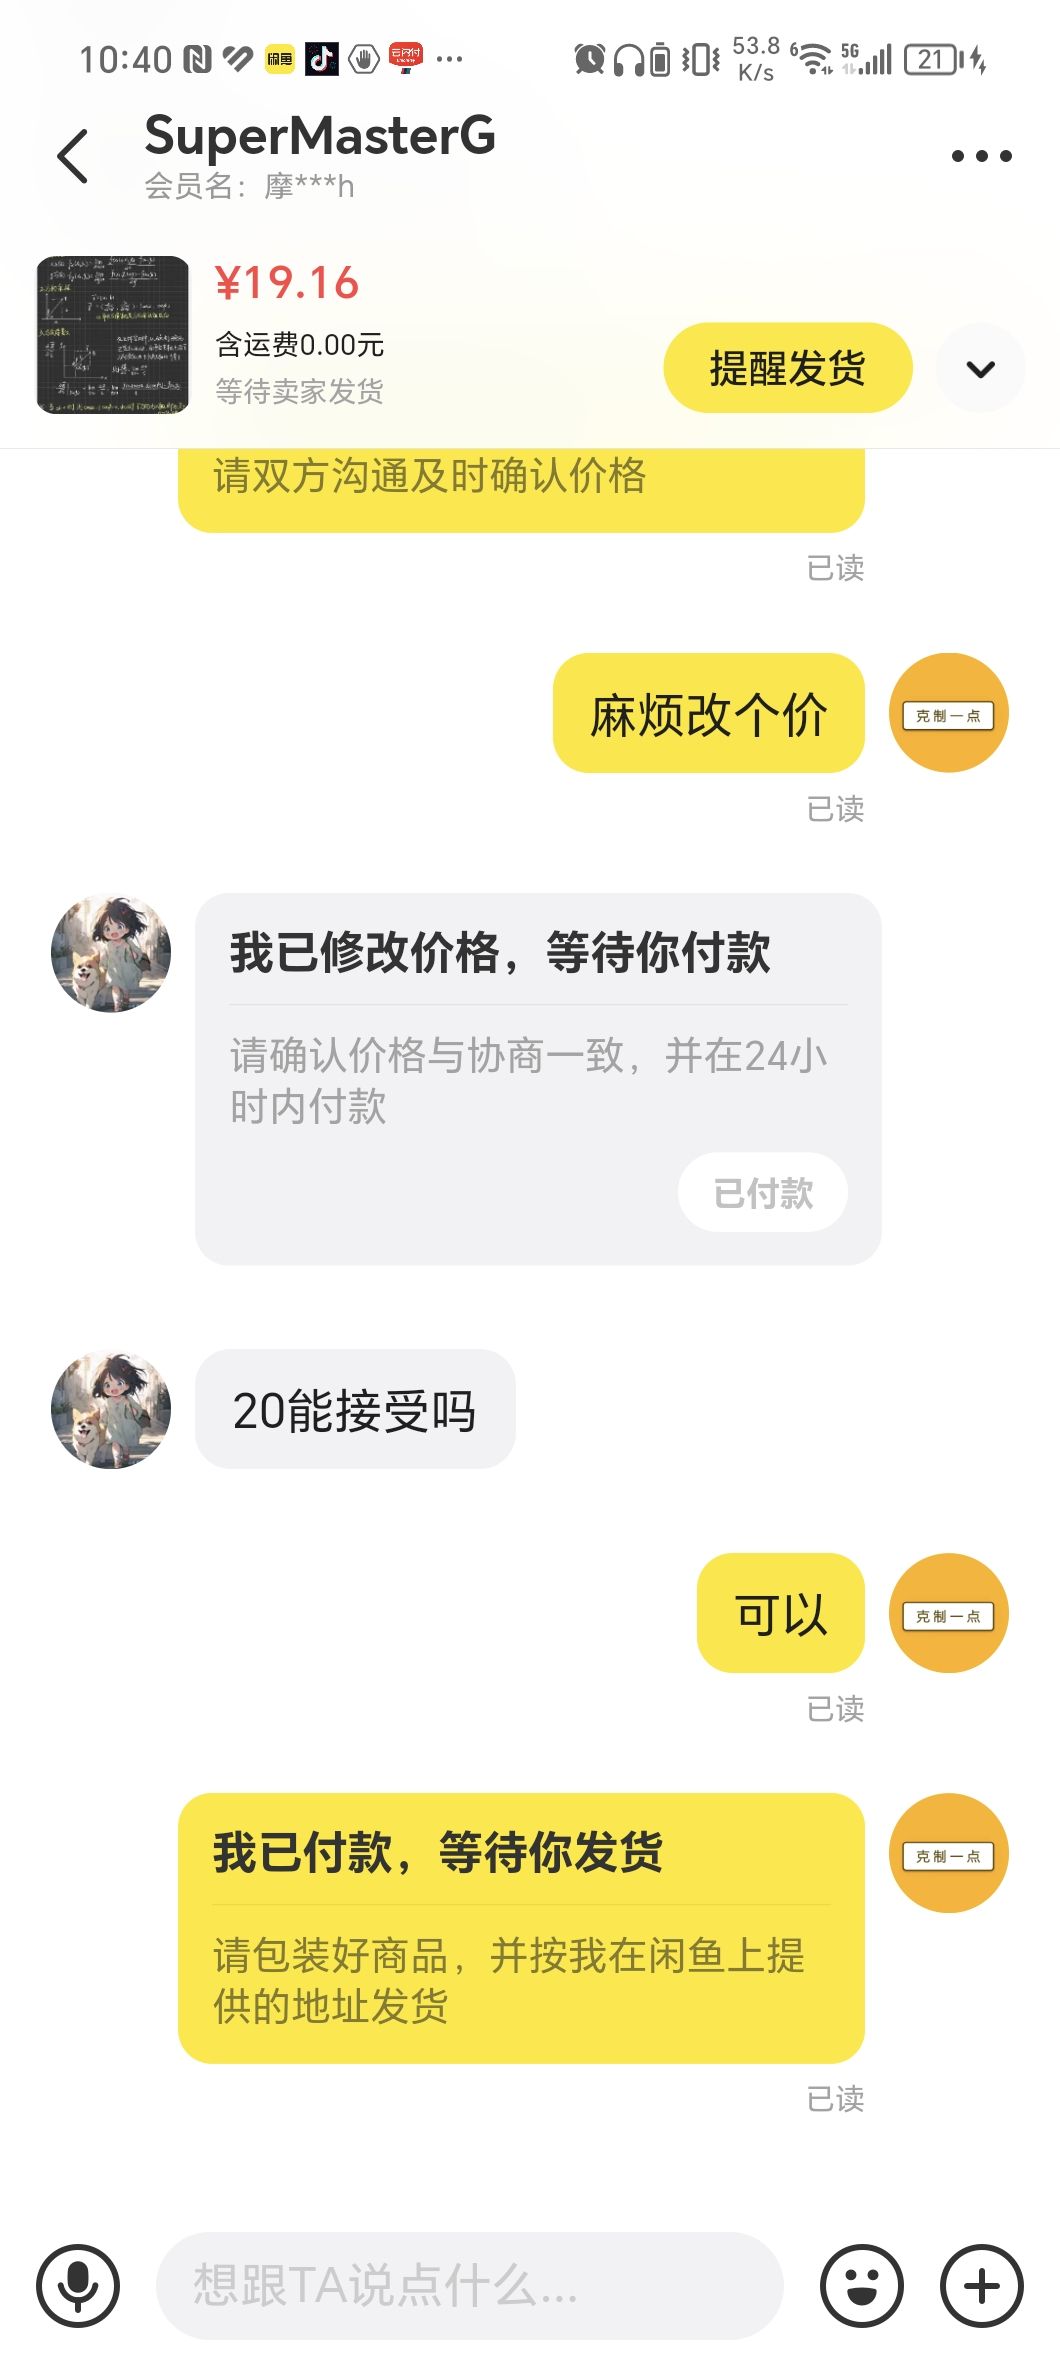 10:40
闲鱼
云闪付
53.8
K/s
6
5G
21
SuperMasterG
会员名：摩***h
¥19.16
含运费0.00元
等待卖家发货
提醒发货
请双方沟通及时确认价格
已读
麻烦改个价
克制一点
已读
我已修改价格，等待你付款
请确认价格与协商一致，并在24小
时内付款
已付款
20能接受吗
可以
克制一点
已读
我已付款，等待你发货
克制一点
请包装好商品，并按我在闲鱼上提
供的地址发货
已读
想跟TA说点什么...